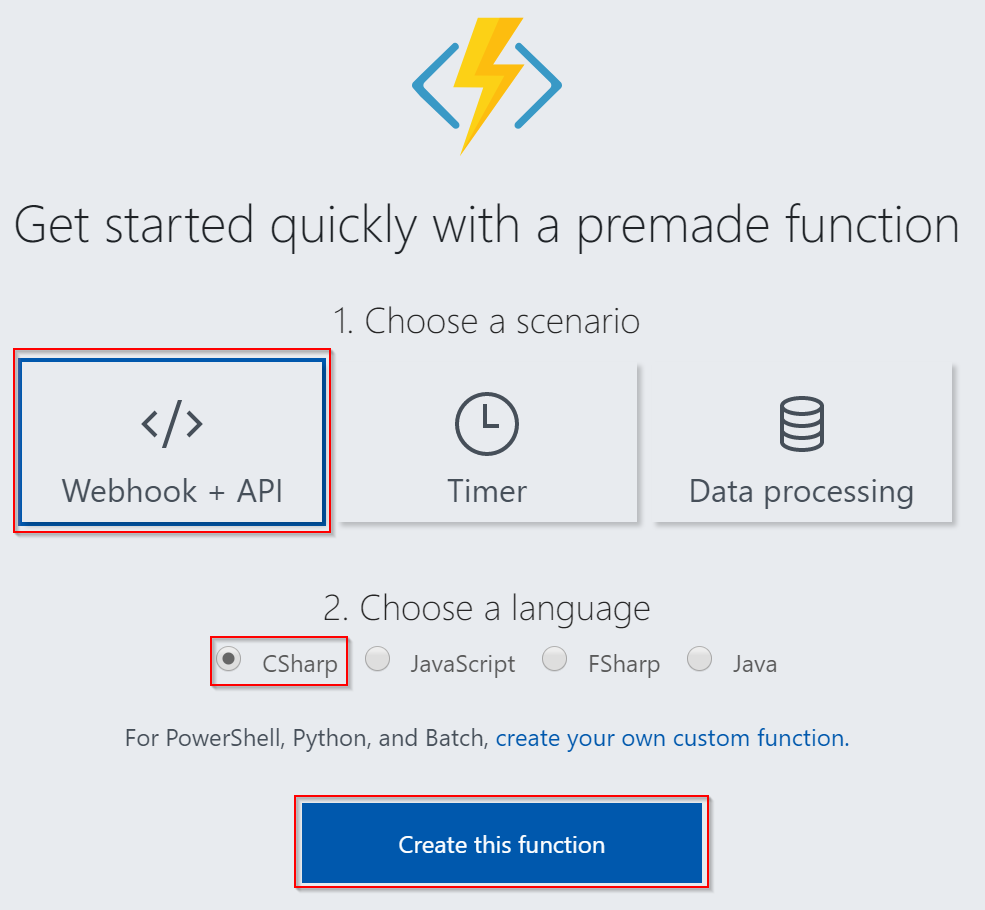 Get started quickly with a premade function
1. Choose a scenario
Webhook + API
Timer
Data processing
2. Choose a language
CSharp
JavaScript
FSharp
Java
For PowerShell, Python, and Batch, create your own custom function.
Create this function